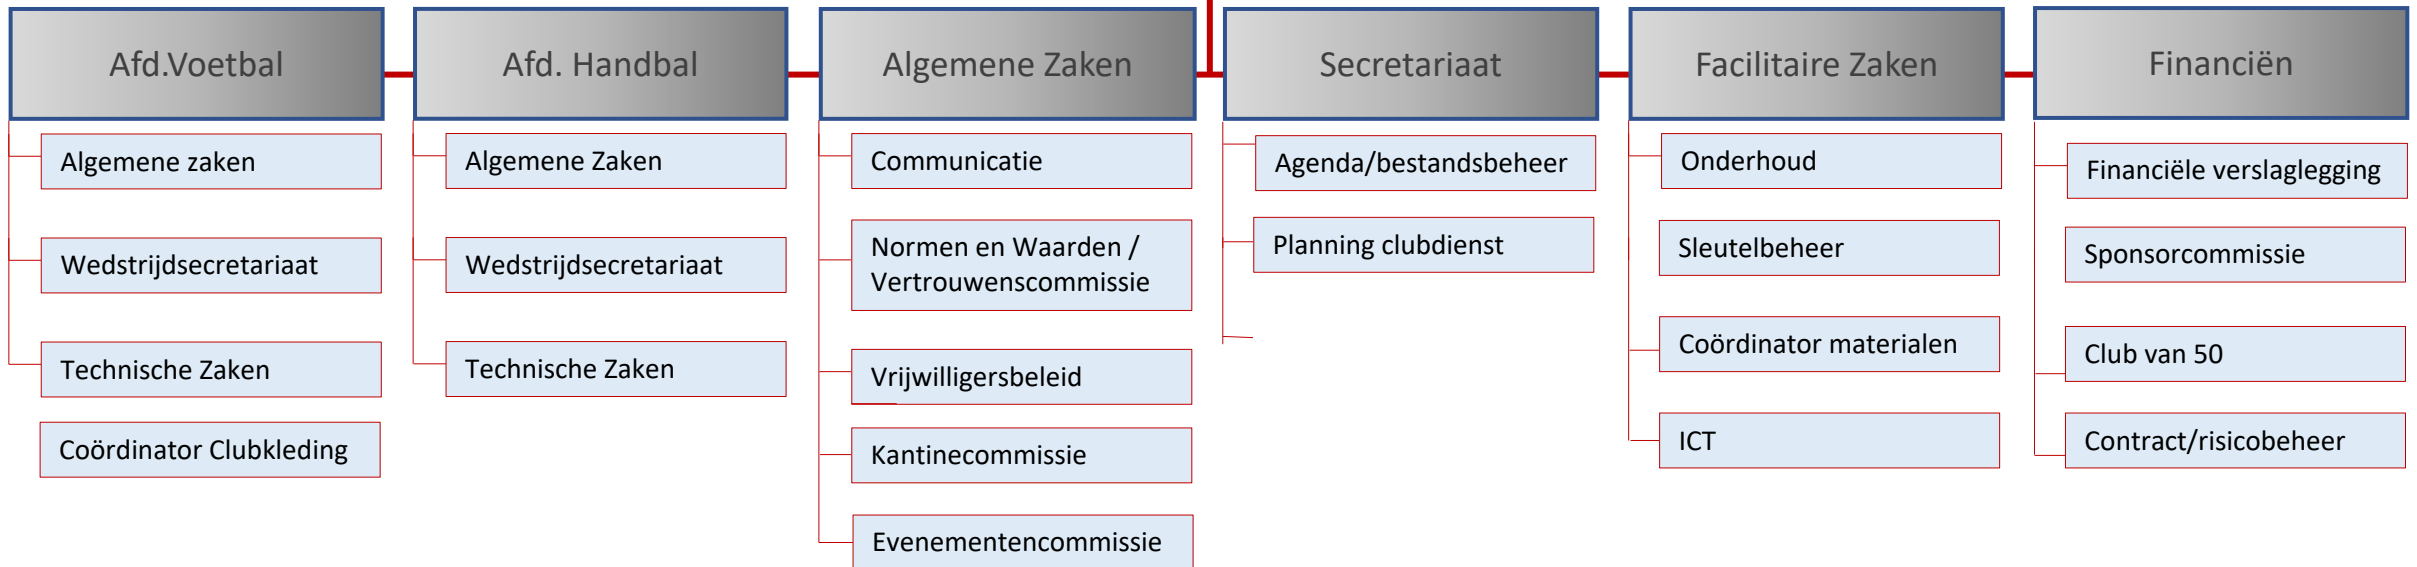 Afd.Voetbal
Algemene zaken
Wedstrijdsecretariaat
Technische Zaken
Coördinator Clubkleding
Afd. Handbal
Algemene Zaken
Wedstrijdsecretariaat
Technische Zaken
Algemene Zaken
Communicatie
Normen en Waarden /
Vertrouwenscommissie
Vrijwilligersbeleid
Kantinecommissie
Evenementencommissie
Secretariaat
Agenda/bestandsbeheer
Planning clubdienst
Facilitaire Zaken
Onderhoud
Sleutelbeheer
Coördinator materialen
ICT
Financiën
Financiële verslaglegging
Sponsorcommissie
Club van 50
Contract/risicobeheer